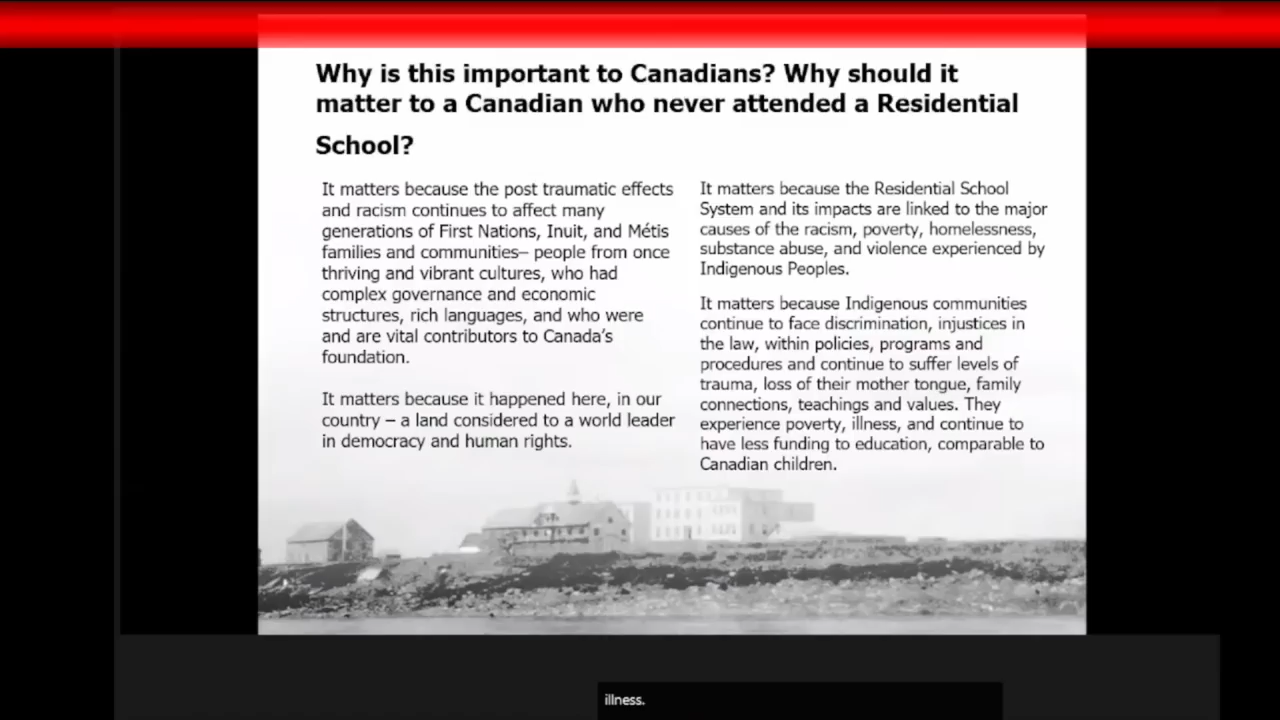 Why is this important to Canadians? Why should it
matter to a Canadian who never attended a Residential
School?
It matters because the post traumatic effects
and racism continues to affect many
generations of First Nations, Inuit, and Métis
families and communities– people from once
thriving and vibrant cultures, who had
complex governance and economic
structures, rich languages, and who were
and are vital contributors to Canada’s
foundation.
It matters because it happened here, in our
country – a land considered to a world leader
in democracy and human rights.
It matters because the Residential School
System and its impacts are linked to the major
causes of the racism, poverty, homelessness,
substance abuse, and violence experienced by
Indigenous Peoples.
It matters because Indigenous communities
continue to face discrimination, injustices in
the law, within policies, programs and
procedures and continue to suffer levels of
trauma, loss of their mother tongue, family
connections, teachings and values. They
experience poverty, illness, and continue to
have less funding to education, comparable to
Canadian children.
illness.